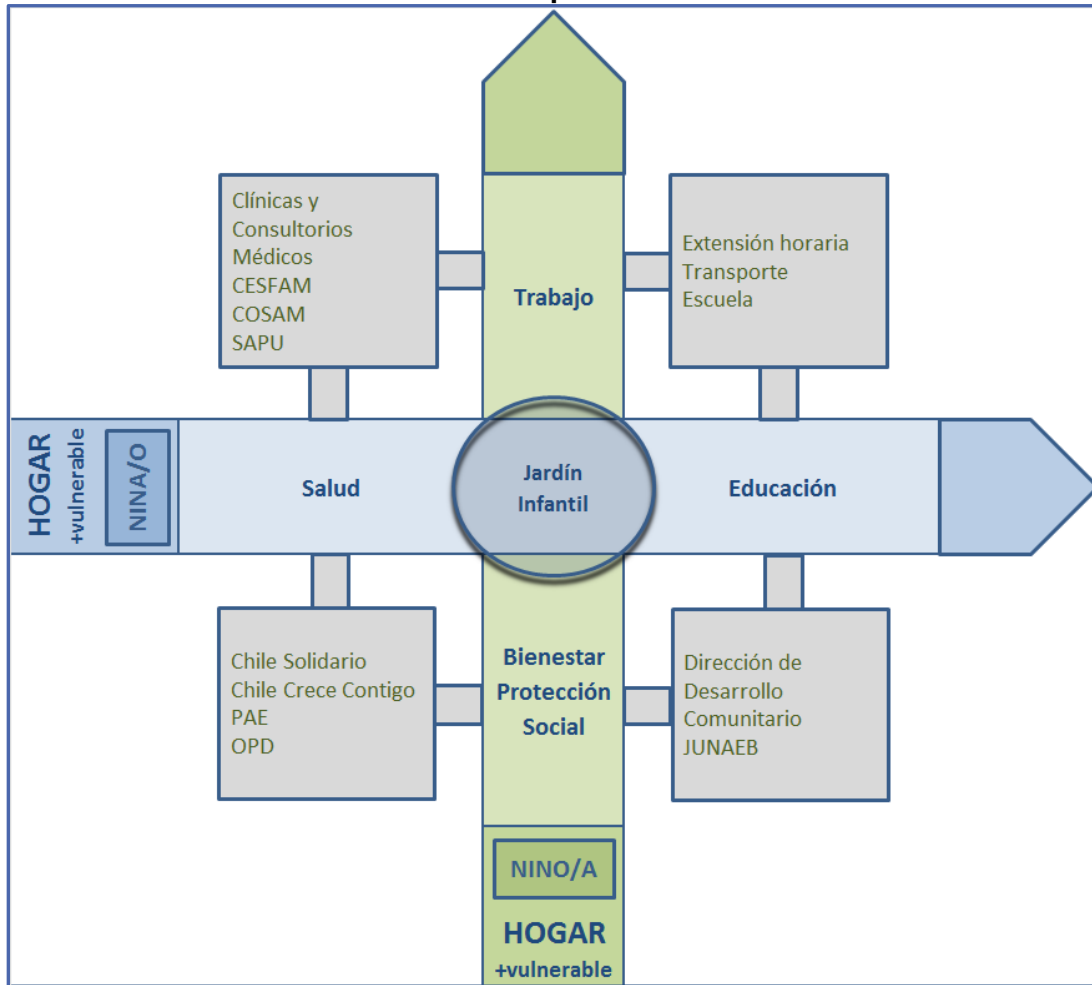 Clínicas y
Consultorios
Médicos
CESFAM
COSAM
SAPU
Trabajo
Extensión horaria
Transporte
Escuela
HOGAR
+vulnerable
NINA/O
Salud
Jardín
Infantil
Educación
Chile Solidario
Chile Crece Contigo
PAE
OPD
Bienestar
Protección
Social
Dirección de
Desarrollo
Comunitario
JUNAEB
NINO/A
HOGAR
+vulnerable